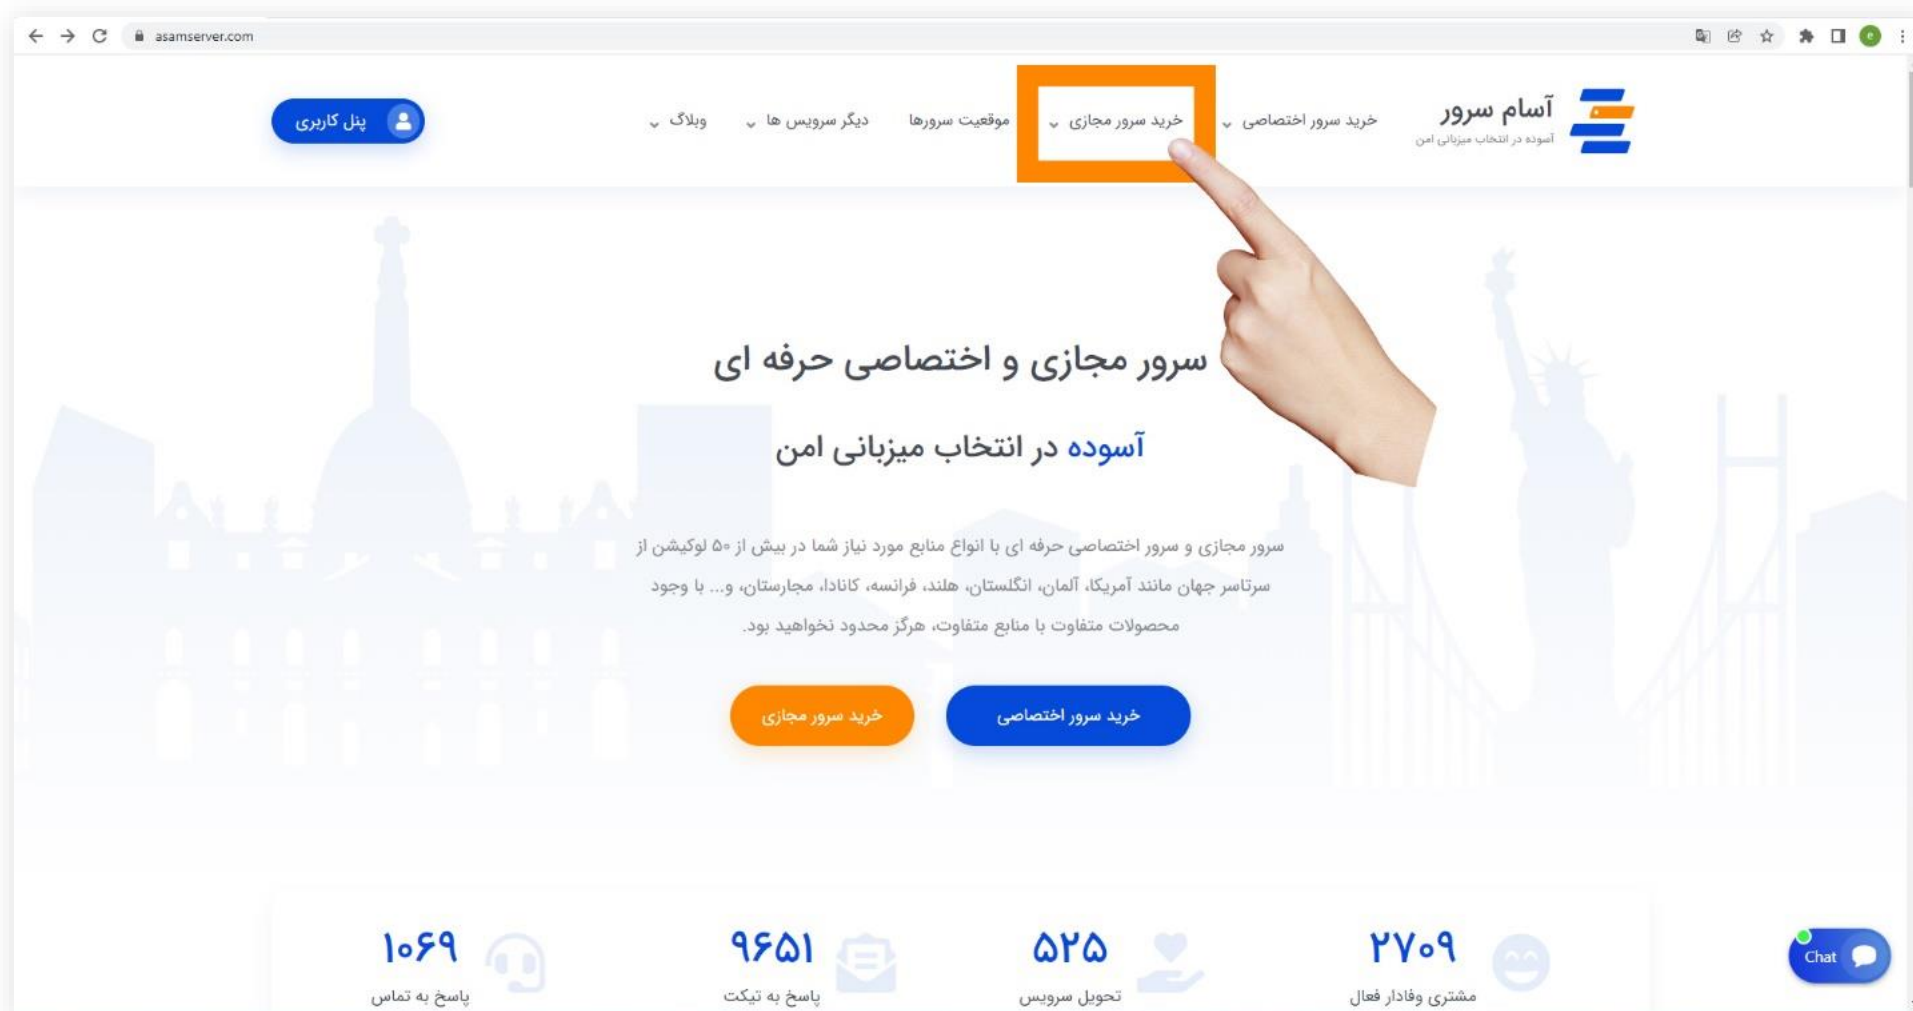 asamserver.com
آسام سرور
آسوده در انتخاب میزبانی امن
خرید سرور اختصاصی
خرید سرور مجازی
موقعیت سرورها
دیگر سرویس ها
وبلاگ
پنل کاربری
سرور مجازی و اختصاصی حرفه ای
آسوده در انتخاب میزبانی امن
سرور مجازی و سرور اختصاصی حرفه ای با انواع منابع مورد نیاز شما در بیش از ۵۰ لوکیشن از
سرتاسر جهان مانند آمریکا، آلمان، انگلستان، هلند، فرانسه، کانادا، مجارستان، و... با وجود
محصولات متفاوت با منابع متفاوت، هرگز محدود نخواهید بود.
خرید سرور اختصاصی
خرید سرور مجازی
۲۷۰۹
مشتری وفادار فعال
۵۲۵
تحویل سرویس
۹۶۵۱
پاسخ به تیکت
۱۰۶۹
پاسخ به تماس
Chat
e